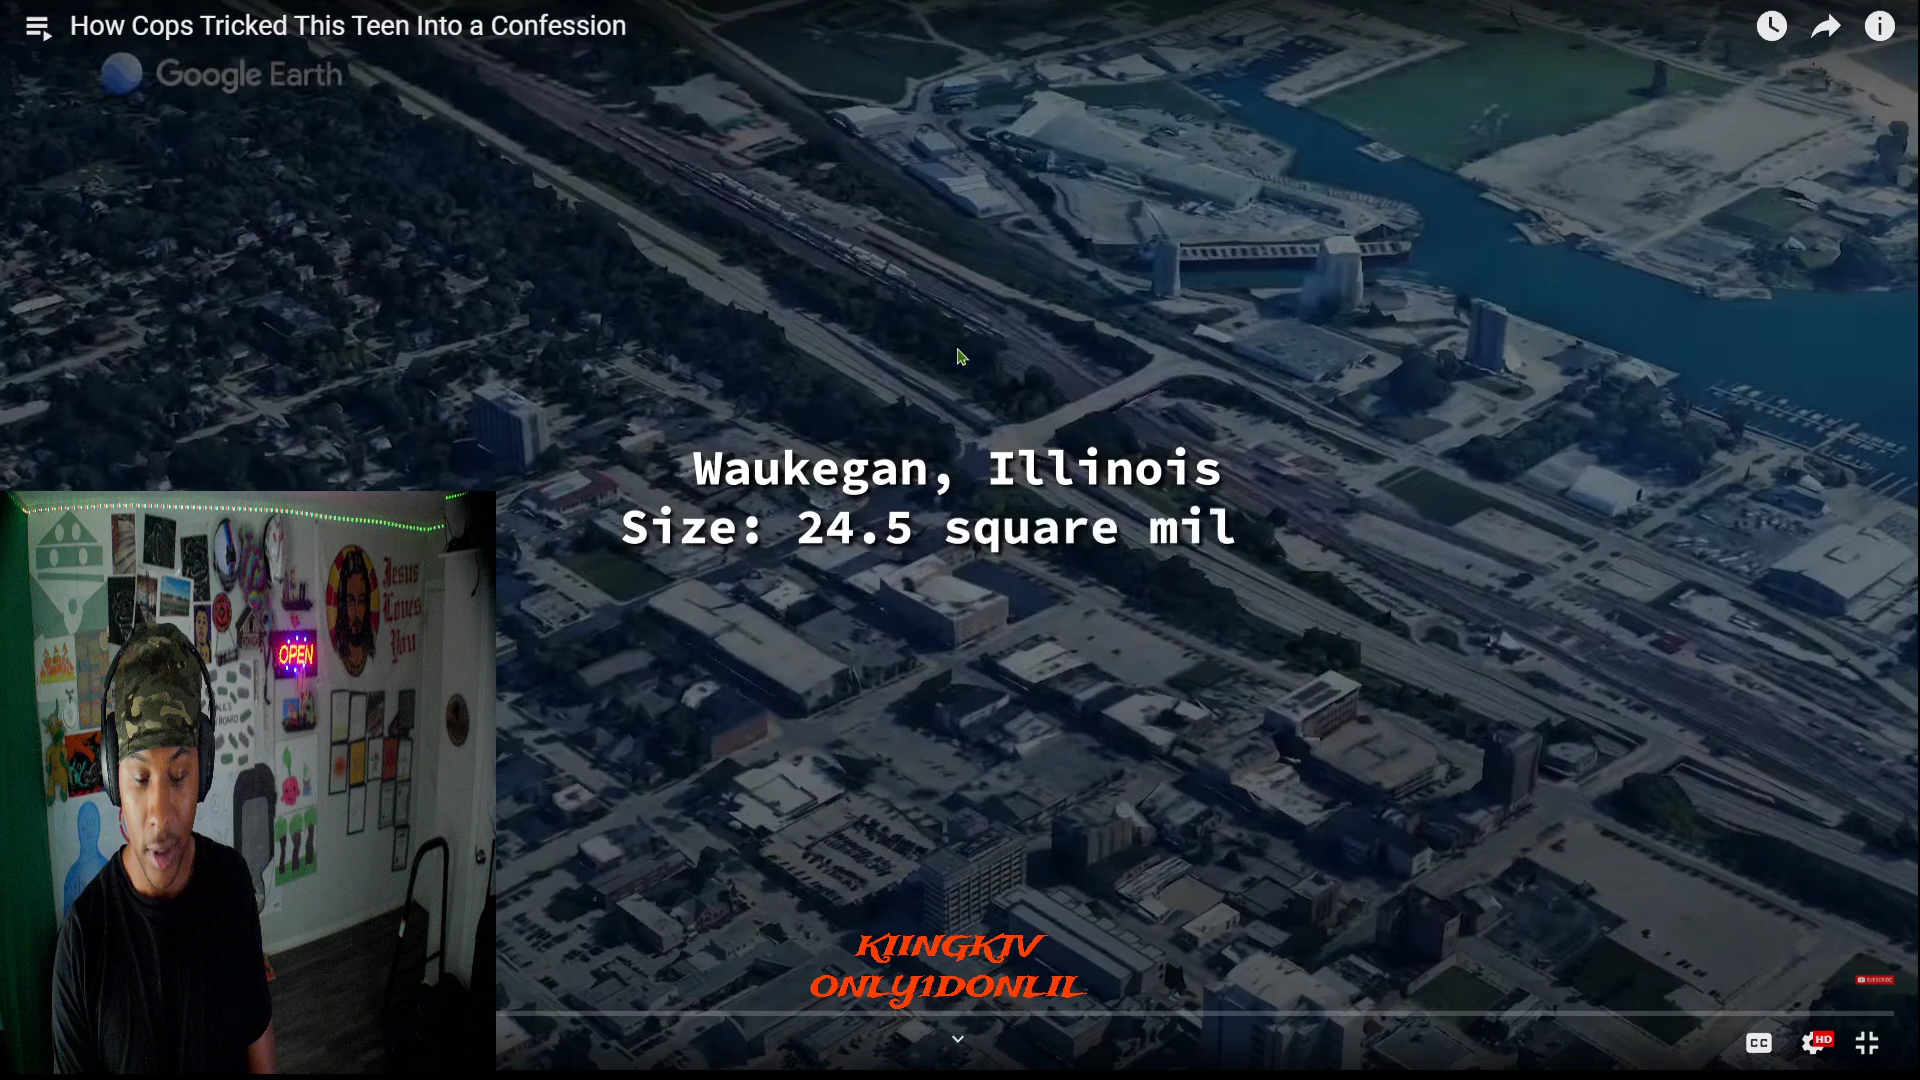 How Cops Tricked This Teen Into a Confession
Google Earth
Waukegan, Illinois
Size: 24.5 square mil
Jesus
Loves
You
OPEN
KIINGKTV
ONLY1DONLIL
SUBSCRIBE
CC
HD